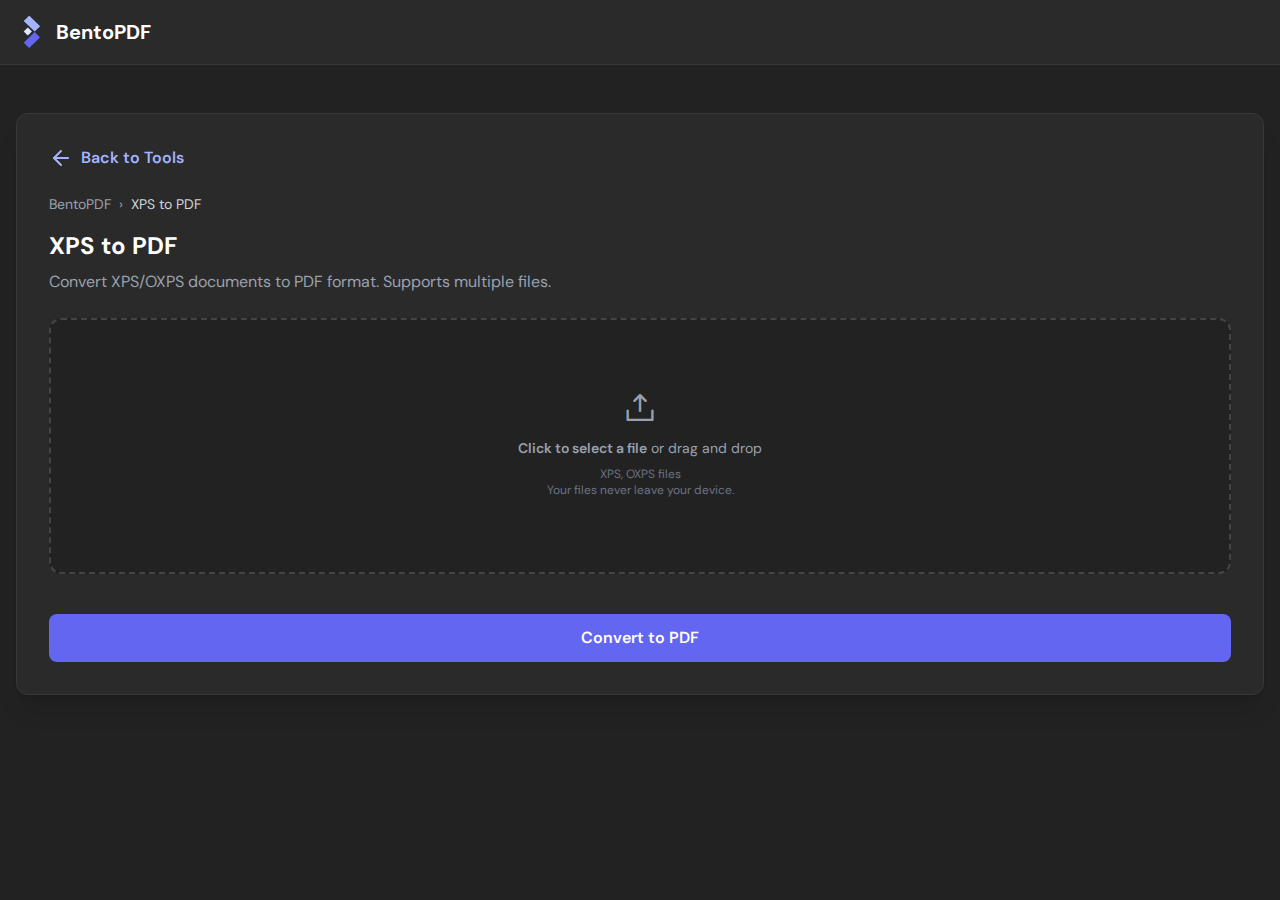 BentoPDF
Back to Tools
BentoPDF › XPS to PDF
XPS to PDF
Convert XPS/OXPS documents to PDF format. Supports multiple files.
Click to select a file or drag and drop
XPS, OXPS files
Your files never leave your device.
Convert to PDF